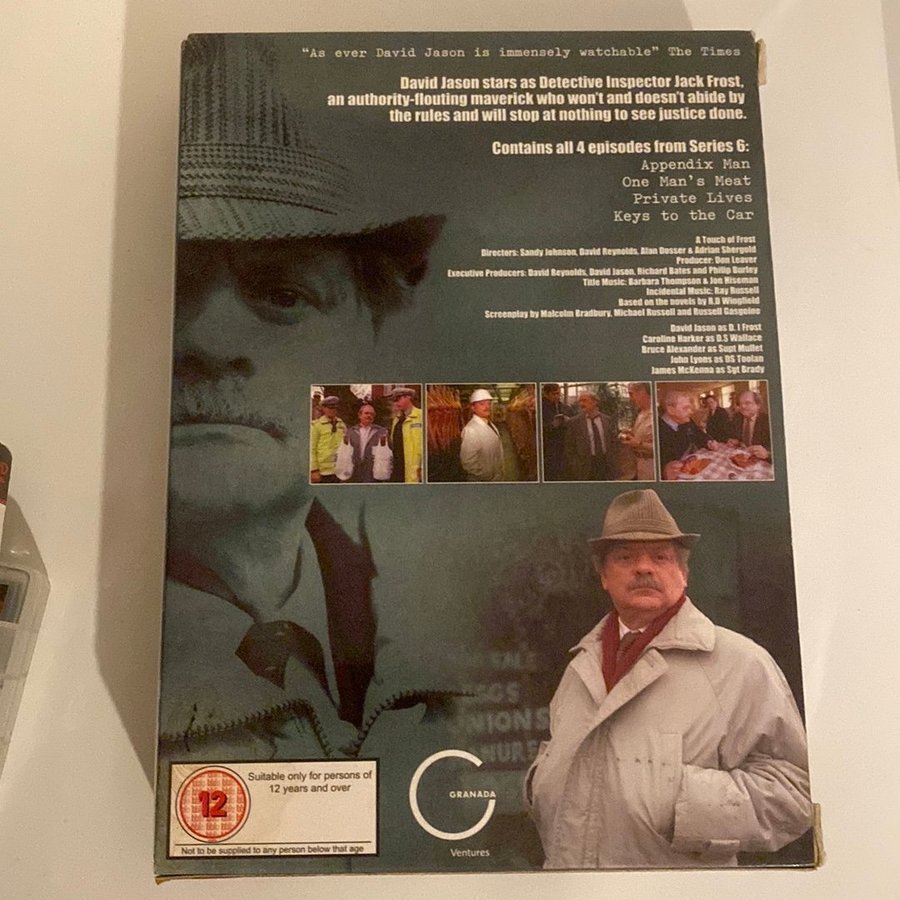 "As ever David Jason is immensely watchable" The Times
David Jason stars as Detective Inspector Jack Frost,
an authority-flouting maverick who won't and doesn't abide by
the rules and will stop at nothing to see justice done.
Contains all 4 episodes from Series 6:
Appendix Man
One Man's Meat
Private Lives
Keys to the Car
A Touch of Frost
Directors: Sandy Johnson, David Reynolds, Alan Dosser & Adrian Shergold
Producer: Don Leaver
Executive Producers: David Reynolds, David Jason, Richard Bates and Philip Burley
Title Music: Barbara Thompson & Jon Hiseman
Incidental Music: Ray Russell
Based on the novels by R.D Wingfield
Screenplay by Malcolm Bradbury, Michael Russell and Russell Gascoine
David Jason as D. I Frost
Caroline Harker as D.S Wallace
Bruce Alexander as Supt Mullet
John Lyons as DS Toolan
James McKenna as Sgt Brady
EGGS
12
Suitable only for persons of
12 years and over
Not to be supplied to any person below that age
GRANADA
Ventures